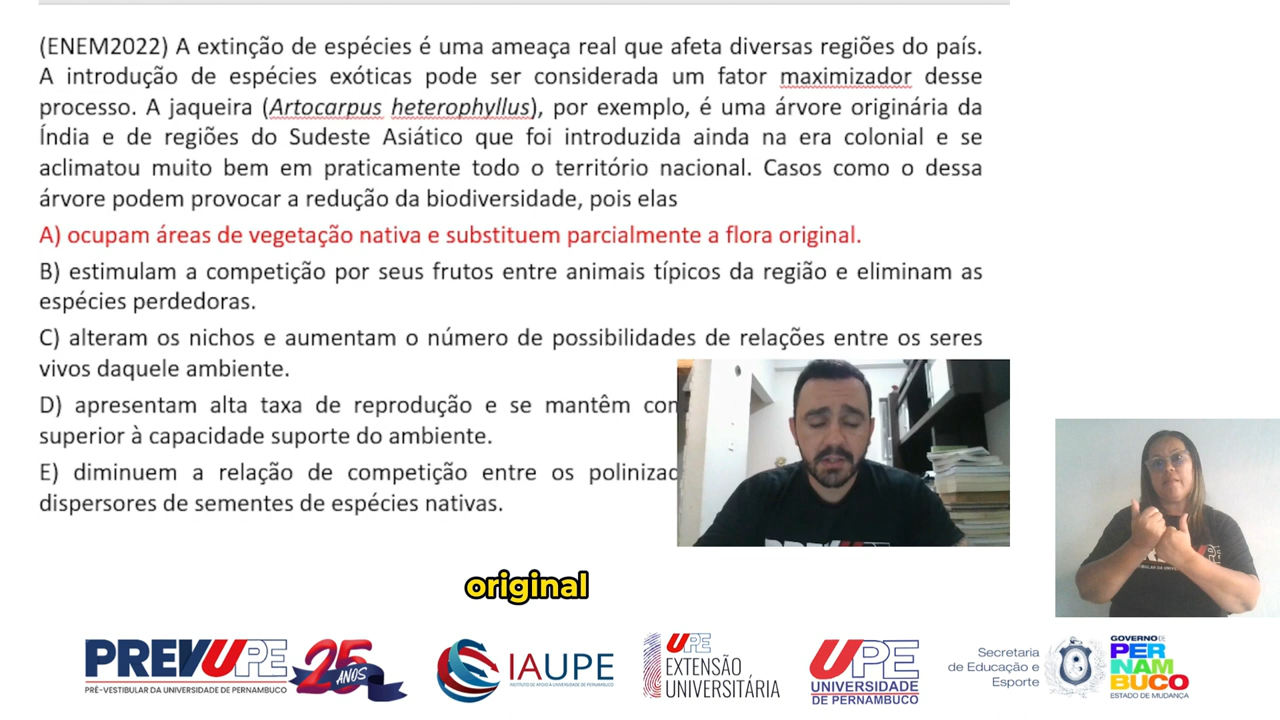 (ENEM2022) A extinção de espécies é uma ameaça real que afeta diversas regiões do país.
A introdução de espécies exóticas pode ser considerada um fator maximizador desse
processo. A jaqueira (Artocarpus heterophyllus), por exemplo, é uma árvore originária da
Índia e de regiões do Sudeste Asiático que foi introduzida ainda na era colonial e se
aclimatou muito bem em praticamente todo o território nacional. Casos como o dessa
árvore podem provocar a redução da biodiversidade, pois elas
A) ocupam áreas de vegetação nativa e substituem parcialmente a flora original.
B) estimulam a competição por seus frutos entre animais típicos da região e eliminam as
espécies perdedoras.
C) alteram os nichos e aumentam o número de possibilidades de relações entre os seres
vivos daquele ambiente.
D) apresentam alta taxa de reprodução e se mantêm
superior à capacidade suporte do ambiente.
E) diminuem a relação de competição entre os
dispersores de sementes de espécies nativas.
original
PREVUPE
PRÉ-VESTIBULAR DA UNIVERSIDADE DE PERNAMBUCO
25 ANOS
IAUPE
INSTITUTO DE APOIO A UNIVERSIDADE DE PERNAMBUCO
UPE
EXTENSÃO
UNIVERSITÁRIA
UPE
UNIVERSIDADE
DE PERNAMBUCO
Secretaria
de Educação e
Esporte
GOVERNO DE
PER
NAM
BUCO
ESTADO DE MUDANÇA